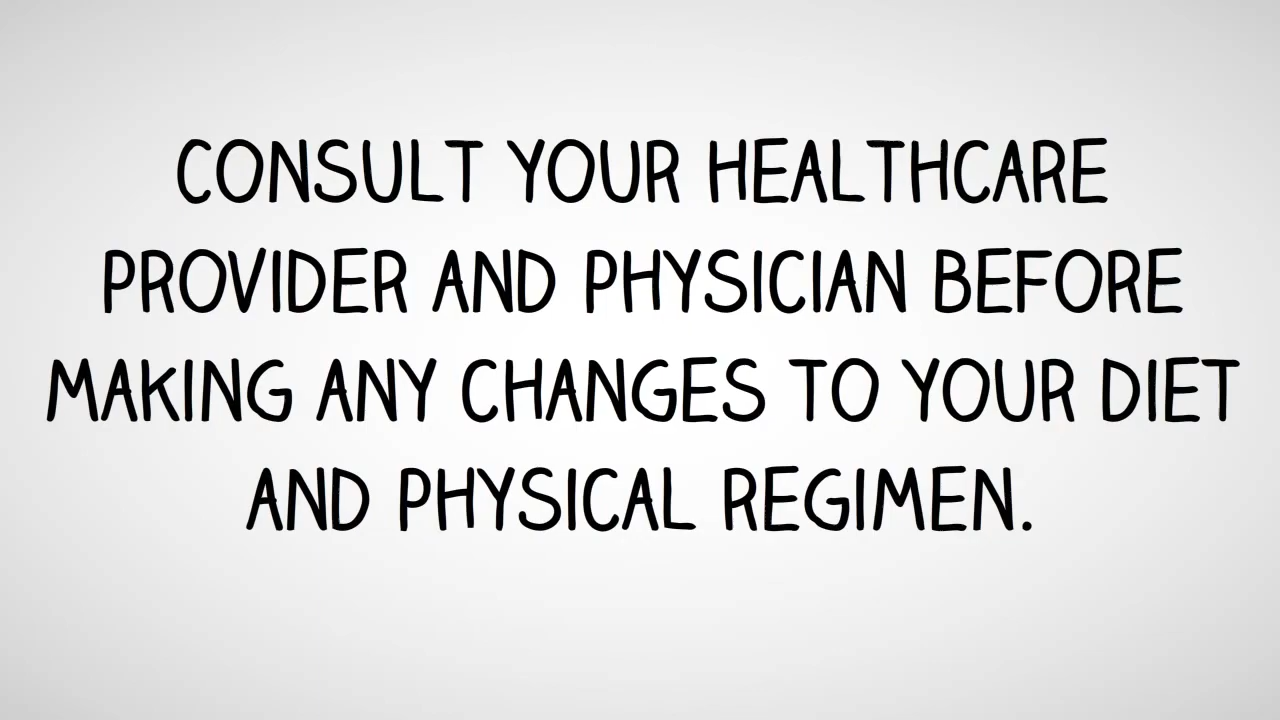 CONSULT YOUR HEALTHCARE
PROVIDER AND PHYSICIAN BEFORE
MAKING ANY CHANGES TO YOUR DIET
AND PHYSICAL REGIMEN.